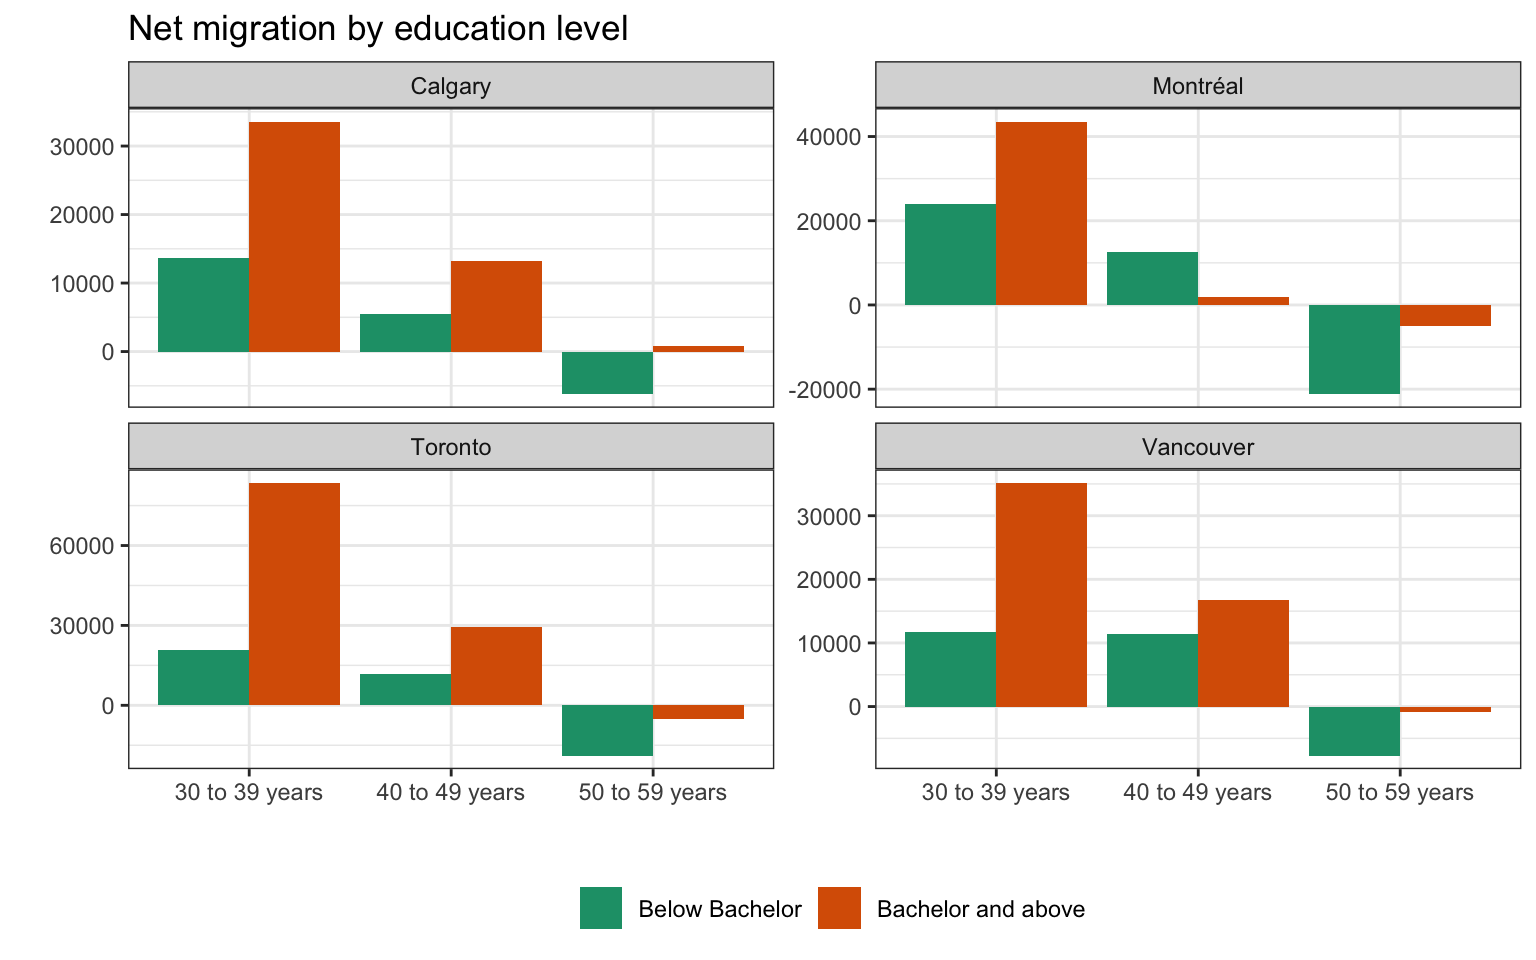 Net migration by education level
Calgary
30000
20000
10000
0
Montréal
40000
20000
0
-20000
Toronto
60000
30000
0
30 to 39 years 40 to 49 years 50 to 59 years
Vancouver
30000
20000
10000
0
30 to 39 years 40 to 49 years 50 to 59 years
Below Bachelor Bachelor and above